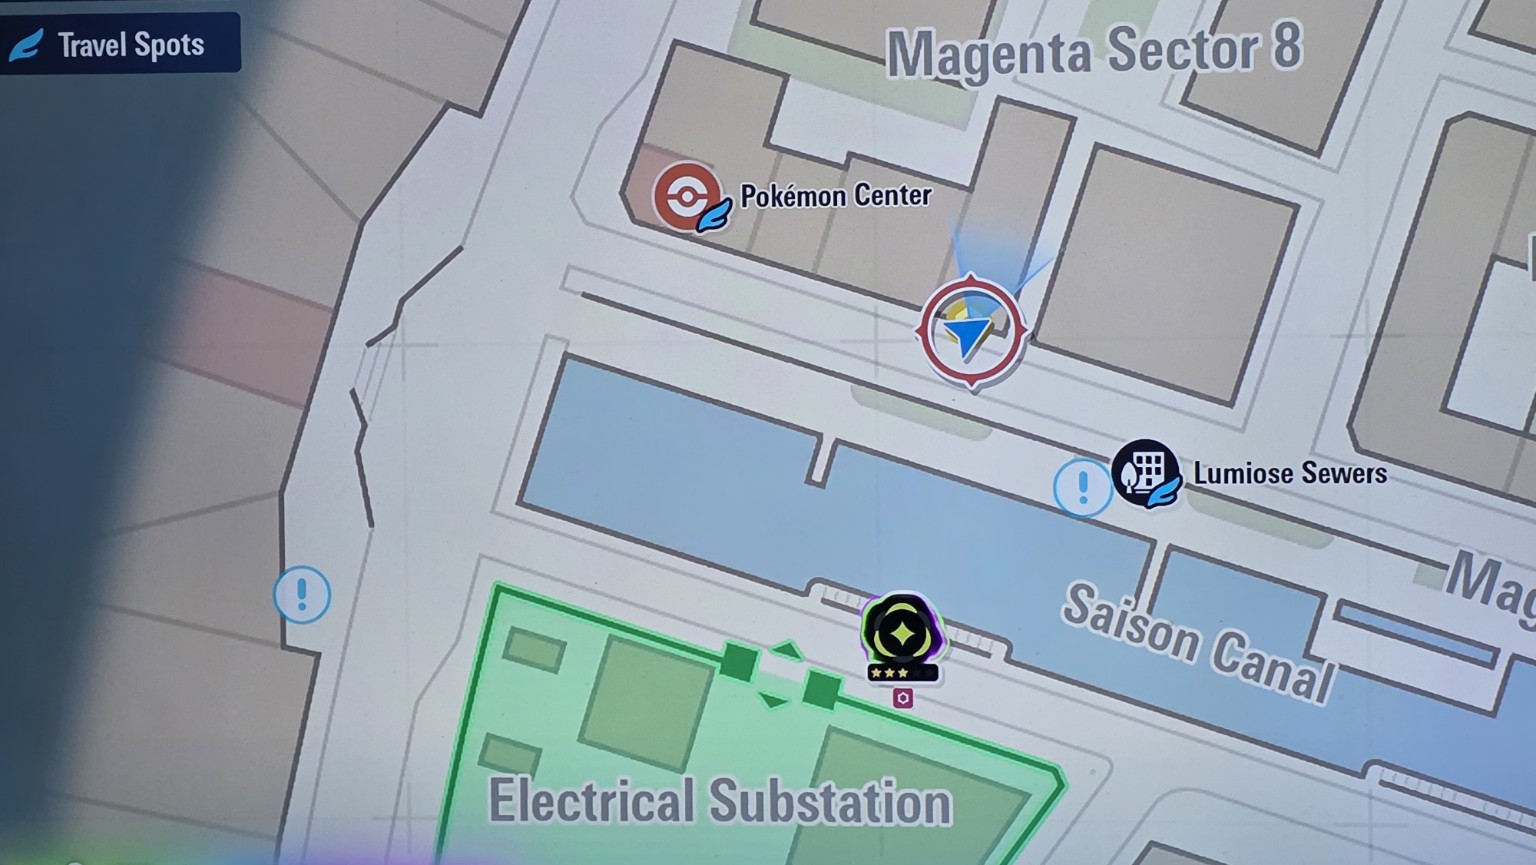 Travel Spots
Magenta Sector 8
Pokémon Center
Lumiose Sewers
Saison Canal
Electrical Substation